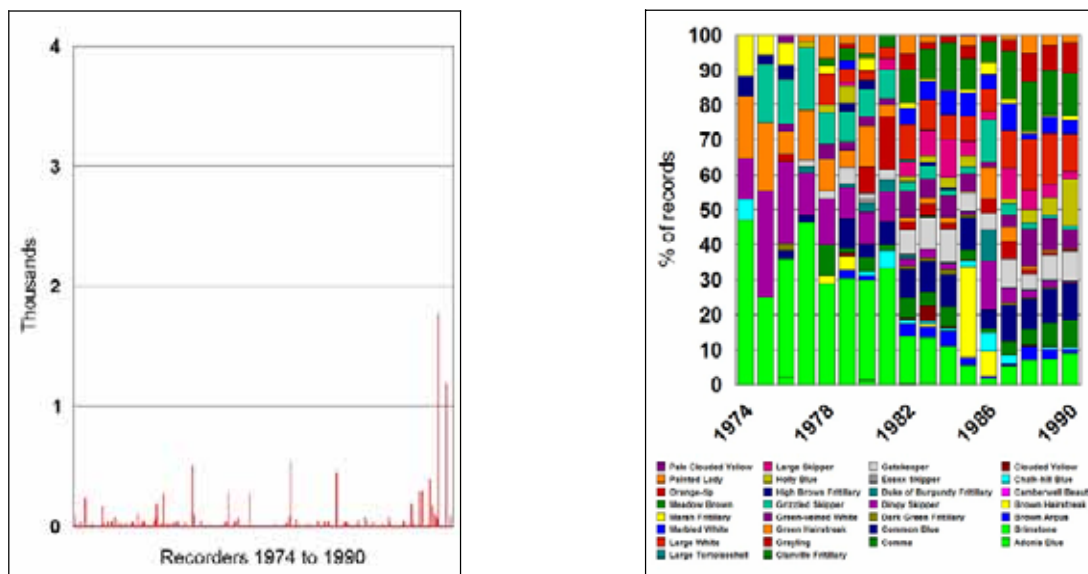 4
3
2
1
0
Thousands
Recorders 1974 to 1990
100
90
80
70
60
50
40
30
20
10
0
% of records
1974 1978 1982 1986 1990
Pale Clouded Yellow Large Skipper Gatekeeper Clouded Yellow
Painted Lady Holly Blue Essex Skipper Chalk-hill Blue
Orange-tip High Brown Fritillary Duke of Burgundy Fritillary Camberwell Beaut
Meadow Brown Grizzled Skipper Dingy Skipper Brown Hairstreak
Marsh Fritillary Green-veined White Dark Green Fritillary Brown Argus
Marbled White Green Hairstreak Common Blue Brimstone
Large White Grayling Comma Adonis Blue
Large Tortoiseshell Glanville Fritillary